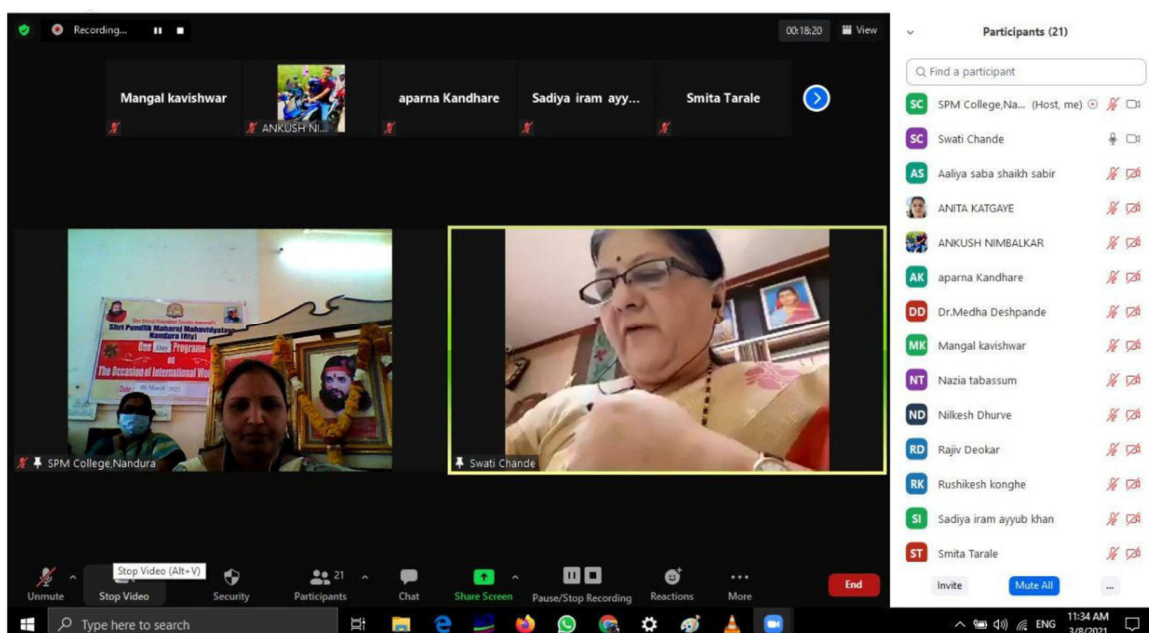 Recording...
00:18:20
View
Mangal kavishwar
ANKUSH NI...
aparna Kandhare
Sadiya iram ayy...
Smita Tarale
Shri Pundlik Maharaj Mahavidyalaya
Nandura (Rly)
One Day Programme
on
The Occasion of International Wo
Date: 08 March 2021
SPM College,Nandura
Swati Chande
Stop Video (Alt+V)
Unmute
Stop Video
Security
21
Participants
Chat
Share Screen
Pause/Stop Recording
Reactions
More
End
Participants (21)
Find a participant
SC SPM College,Na... (Host, me)
SC Swati Chande
AS Aaliya saba shaikh sabir
ANITA KATGAYE
ANKUSH NIMBALKAR
AK aparna Kandhare
DD Dr.Medha Deshpande
MK Mangal kavishwar
NT Nazia tabassum
ND Nilkesh Dhurve
RD Rajiv Deokar
RK Rushikesh konghe
SI Sadiya iram ayyub khan
ST Smita Tarale
Invite
Mute All
...
Type here to search
ENG
11:34 AM
3/8/2021